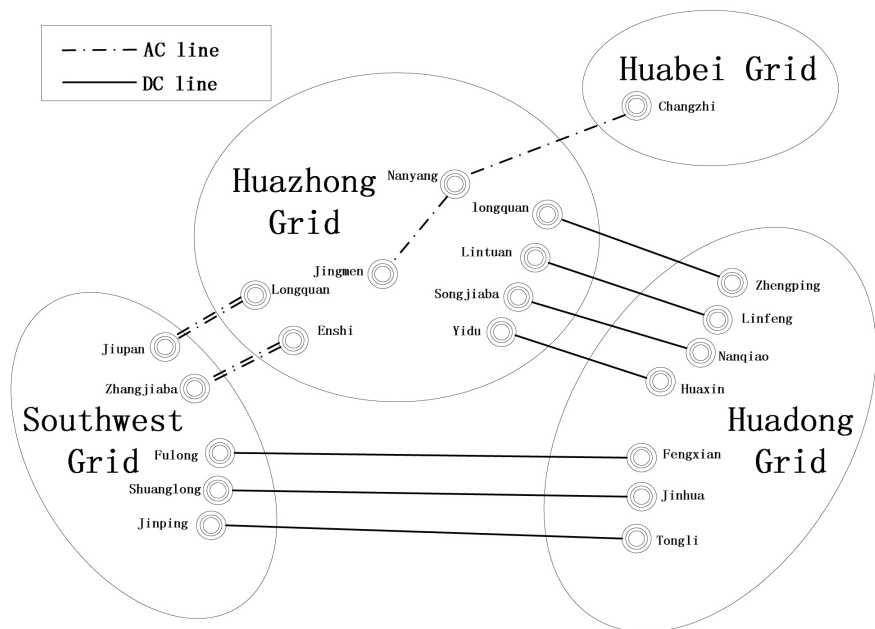 AC line
DC line
Huabei Grid
Changzhi
Huazhong
Grid
Nanyang
longquan
Lintuan
Jingmen
Longquan
Songjiaba
Enshi
Yidu
Zhengping
Linfeng
Nanqiao
Huaxin
Jiupan
Zhangjiaba
Southwest
Grid
Huadong
Grid
Fulong
Fengxian
Shuanglong
Jinhua
Jinping
Tongli